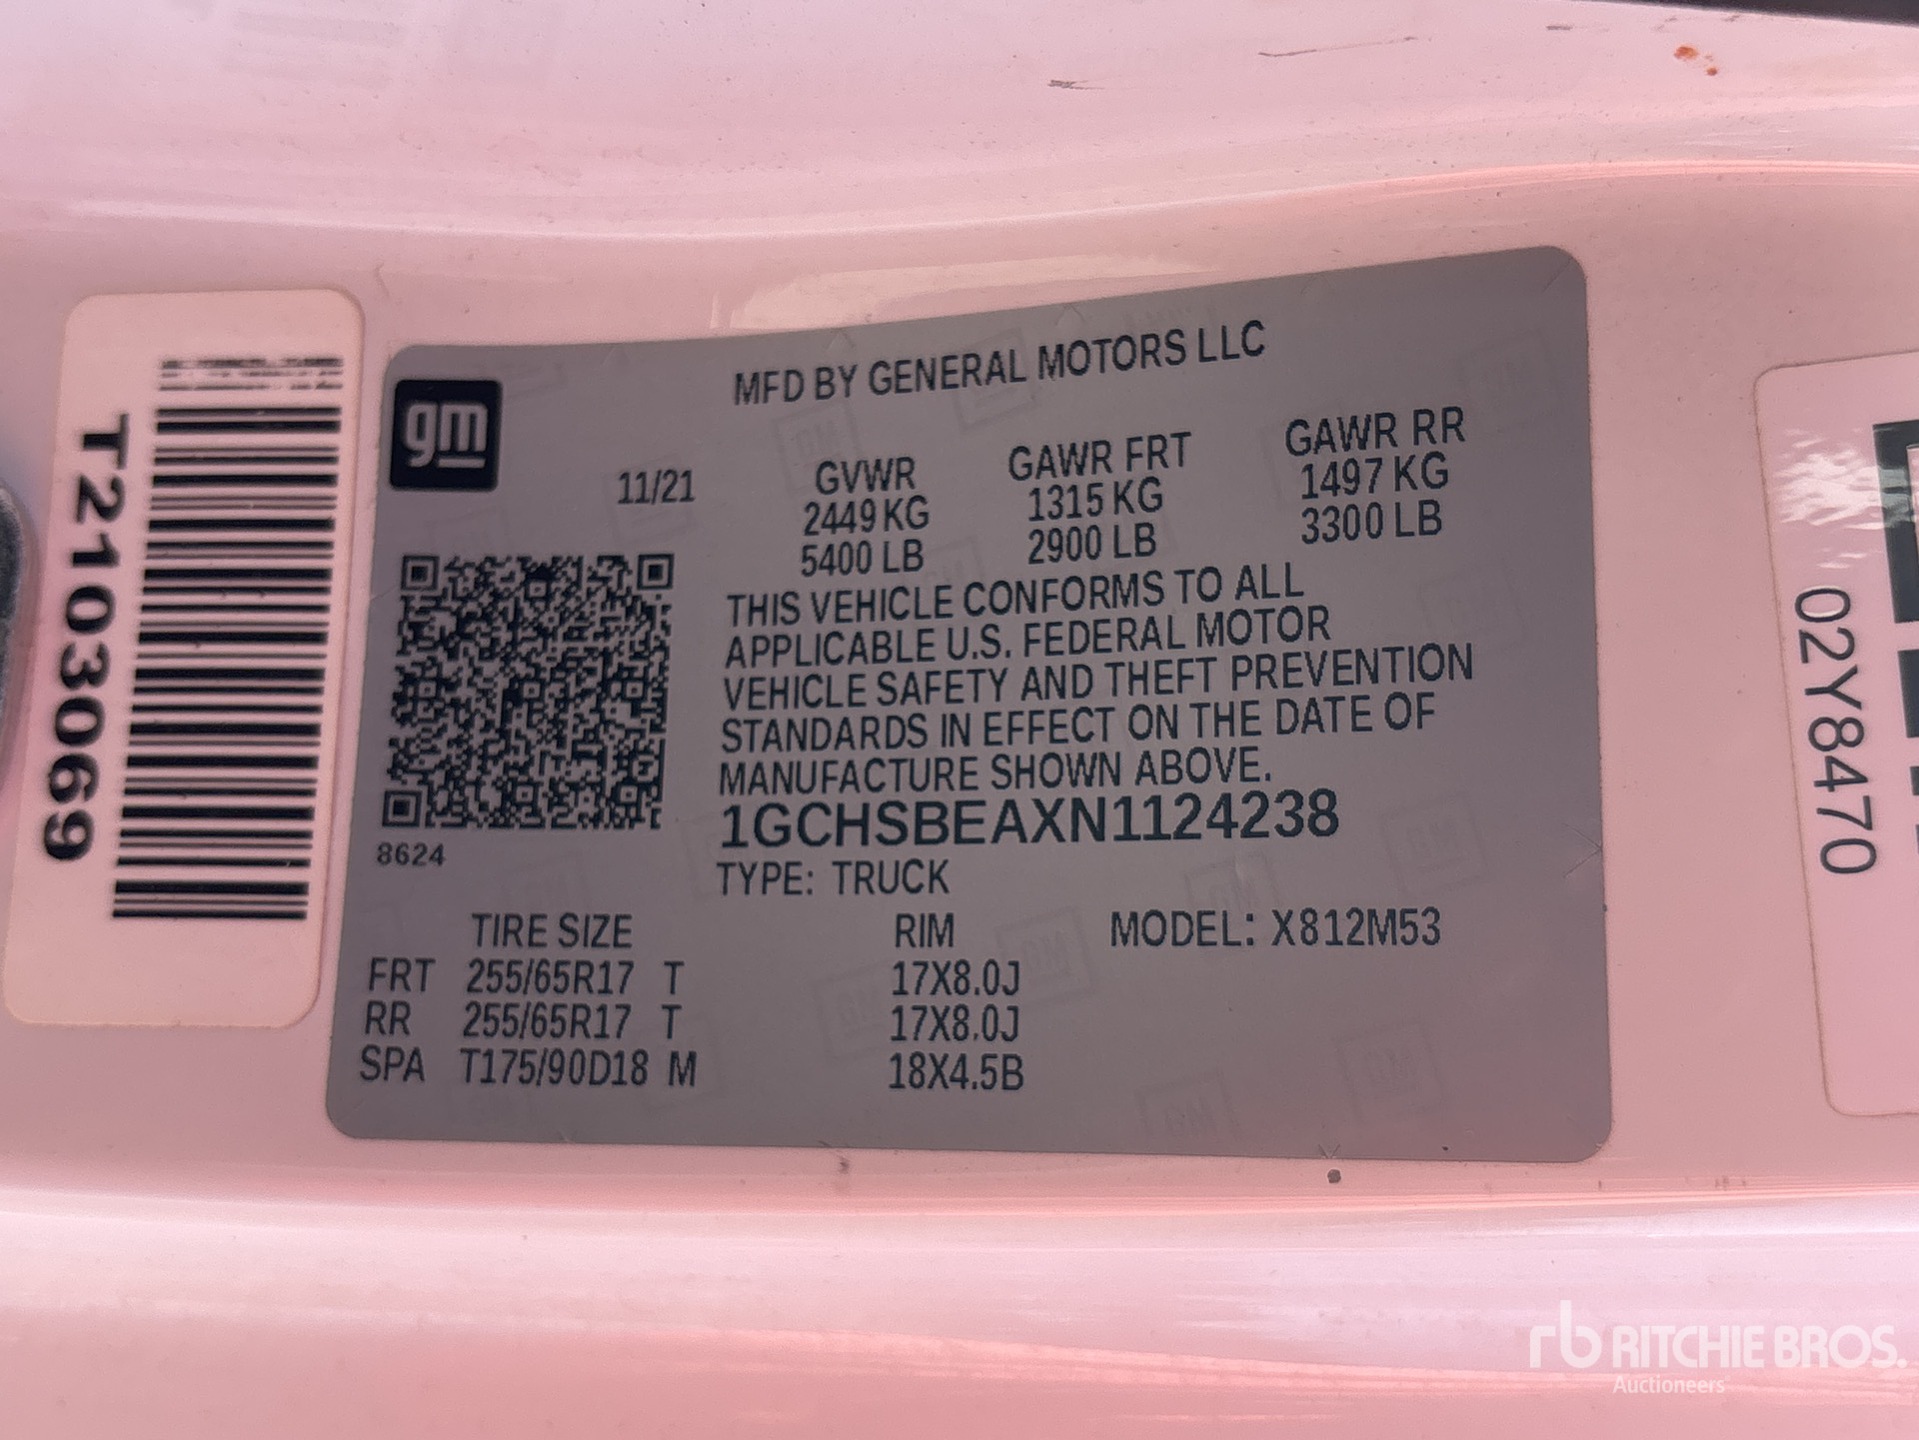 T2103069
gm
MFD BY GENERAL MOTORS LLC
11/21
GVWR
2449 KG
5400 LB
GAWR FRT
1315 KG
2900 LB
GAWR RR
1497 KG
3300 LB
THIS VEHICLE CONFORMS TO ALL
APPLICABLE U.S. FEDERAL MOTOR
VEHICLE SAFETY AND THEFT PREVENTION
STANDARDS IN EFFECT ON THE DATE OF
MANUFACTURE SHOWN ABOVE.
1GCHSBEAXN1124238
8624
TYPE: TRUCK
TIRE SIZE RIM MODEL: X812M53
FRT 255/65R17 T 17X8.0J
RR 255/65R17 T 17X8.0J
SPA T175/90D18 M 18X4.5B
02Y8470
rb RITCHIE BROS.
Auctioneers